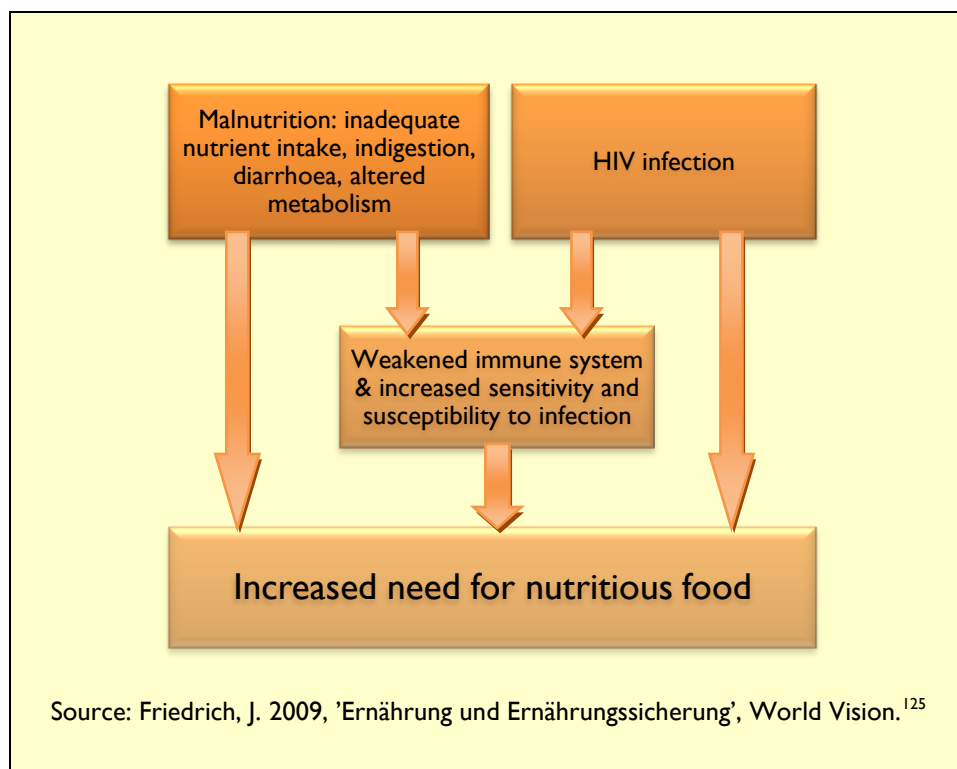 Malnutrition: inadequate
nutrient intake, indigestion,
diarrhoea, altered
metabolism
HIV infection
Weakened immune system
& increased sensitivity and
susceptibility to infection
Increased need for nutritious food
Source: Friedrich, J. 2009, ’Ernährung und Ernährungssicherung’, World Vision.125